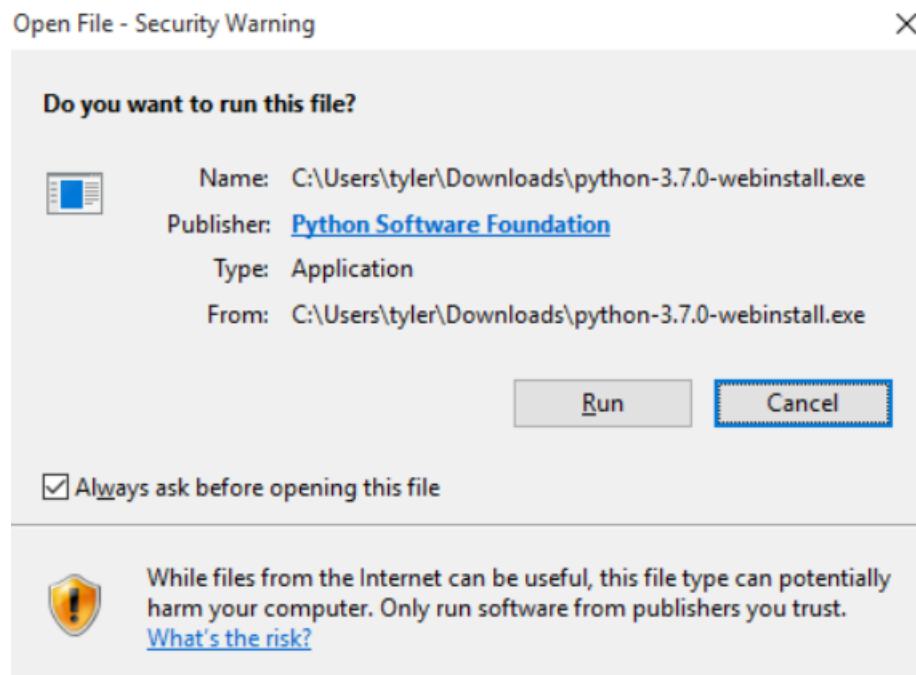 Open File - Security Warning
Do you want to run this file?
Name: C:\Users\tyler\Downloads\python-3.7.0-webinstall.exe
Publisher: Python Software Foundation
Type: Application
From: C:\Users\tyler\Downloads\python-3.7.0-webinstall.exe
Run Cancel
Always ask before opening this file
While files from the Internet can be useful, this file type can potentially
harm your computer. Only run software from publishers you trust.
What's the risk?